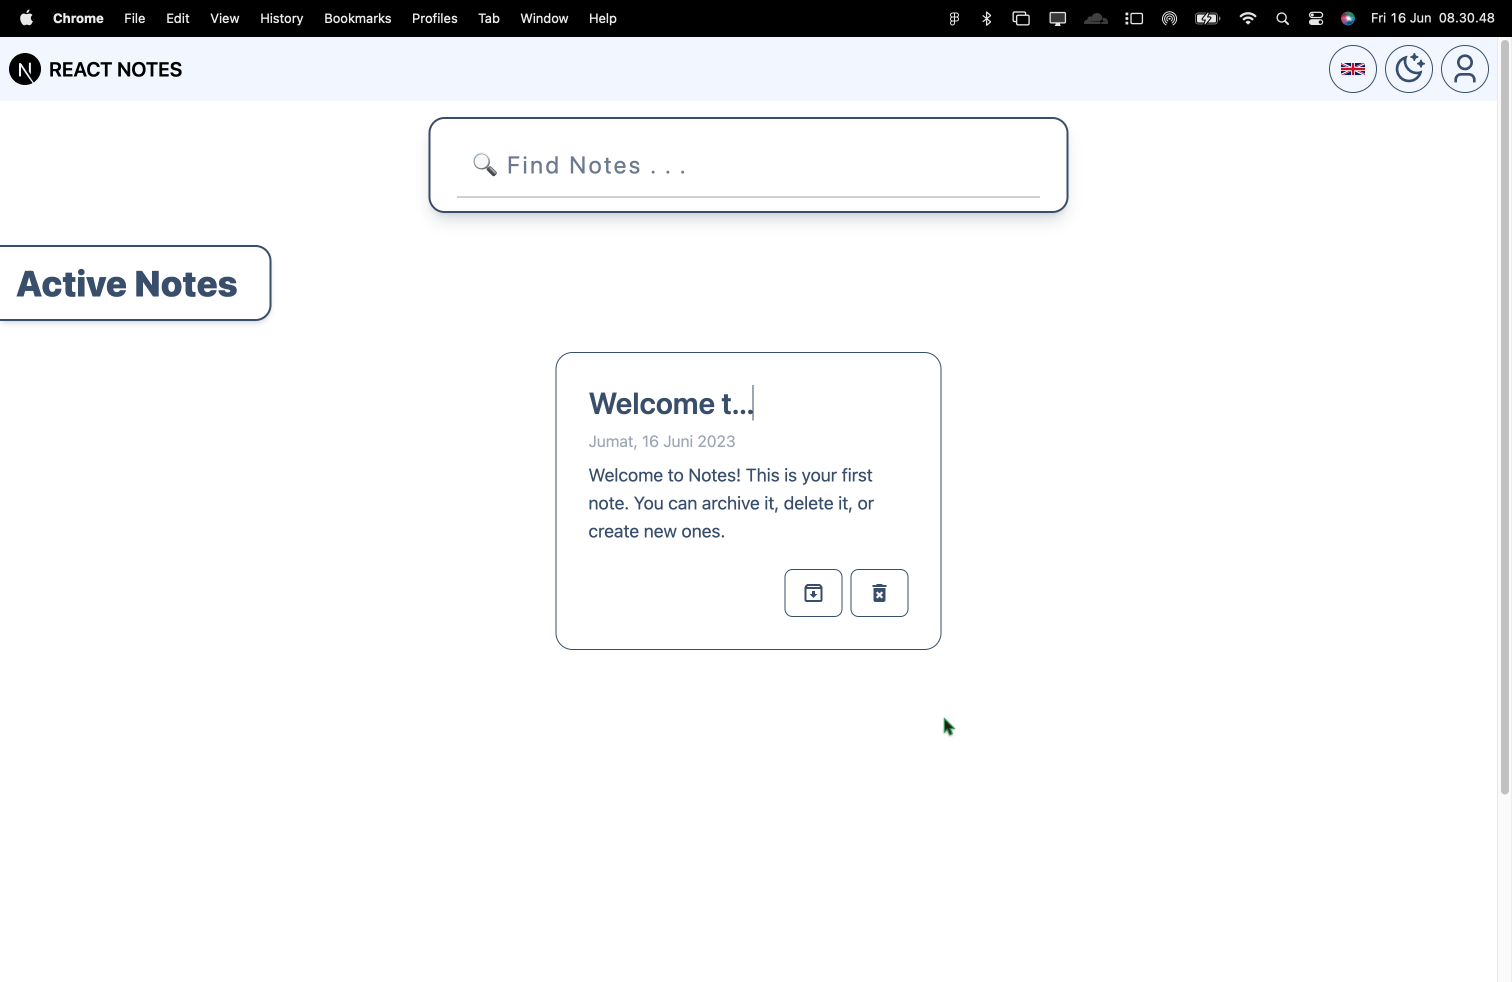 Chrome File Edit View History Bookmarks Profiles Tab Window Help Fri 16 Jun 08.30.48
N REACT NOTES
🔍 Find Notes . . .
Active Notes
Welcome t...
Jumat, 16 Juni 2023
Welcome to Notes! This is your first
note. You can archive it, delete it, or
create new ones.